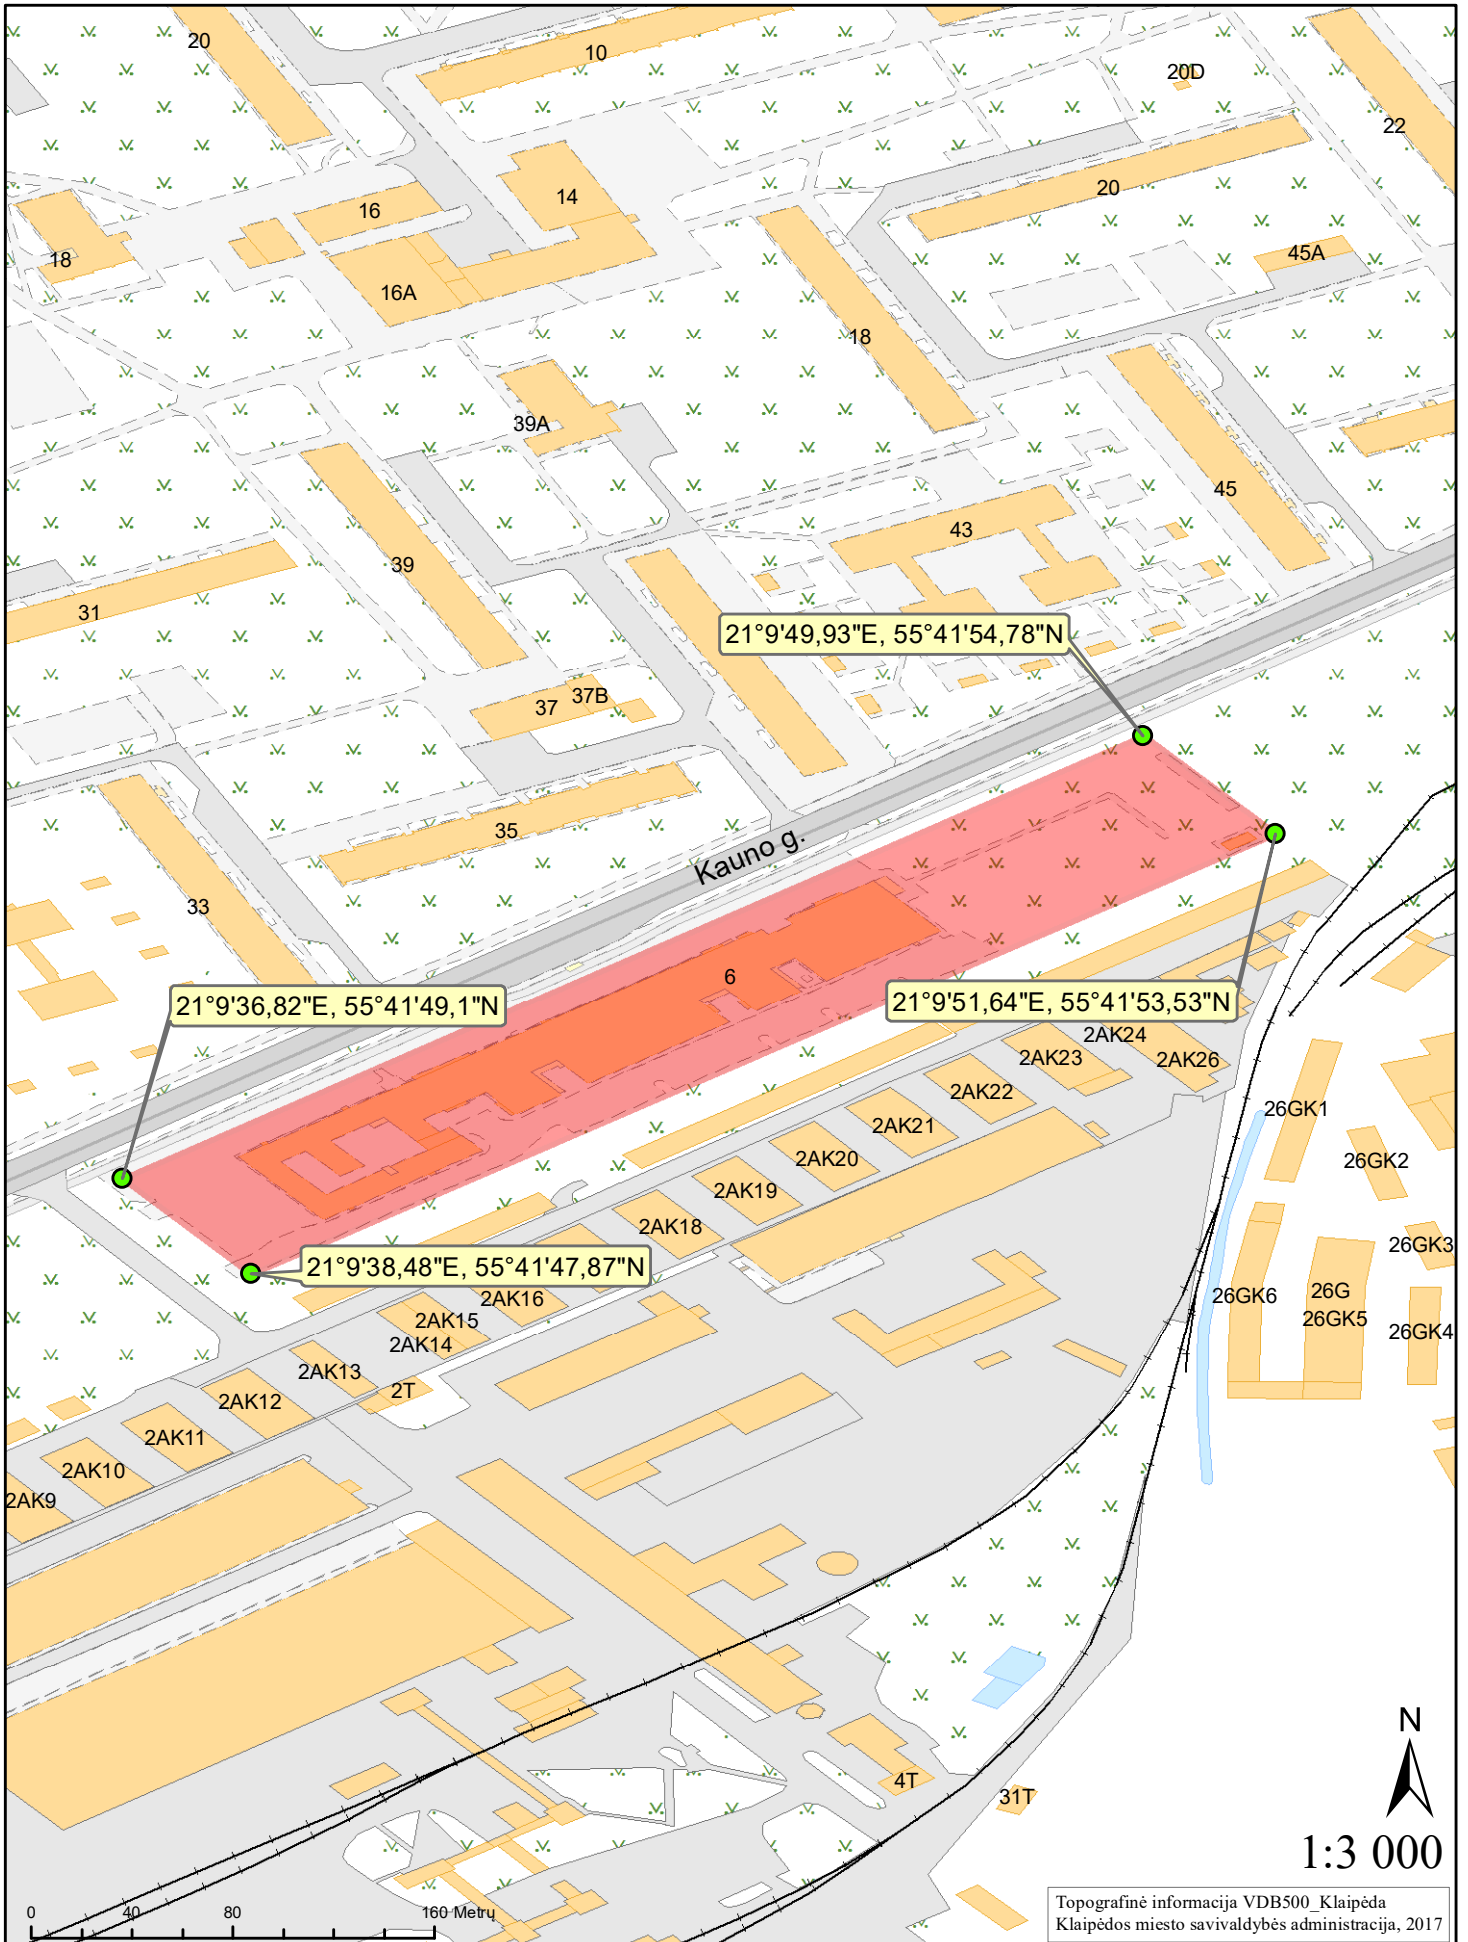 20
10
20D
22
14
20
16
18
45A
16A
18
39A
45
43
39
31
21°9'49,93"E, 55°41'54,78"N
37B
37
35
Kauno g.
33
6
21°9'36,82"E, 55°41'49,1"N
21°9'51,64"E, 55°41'53,53"N
2AK24
2AK23
2AK26
2AK22
26GK1
2AK21
2AK20
26GK2
2AK19
2AK18
26GK3
21°9'38,48"E, 55°41'47,87"N
26G
26GK6
2AK16
26GK5
2AK15
26GK4
2AK14
2AK13
2T
2AK12
2AK11
2AK10
2AK9
N
4T
31T
1:3 000
0 40 80 160 Metrų
Topografinė informacija VDB500_Klaipėda
Klaipėdos miesto savivaldybės administracija, 2017